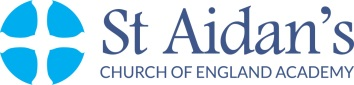 St Aidan's
CHURCH OF ENGLAND ACADEMY